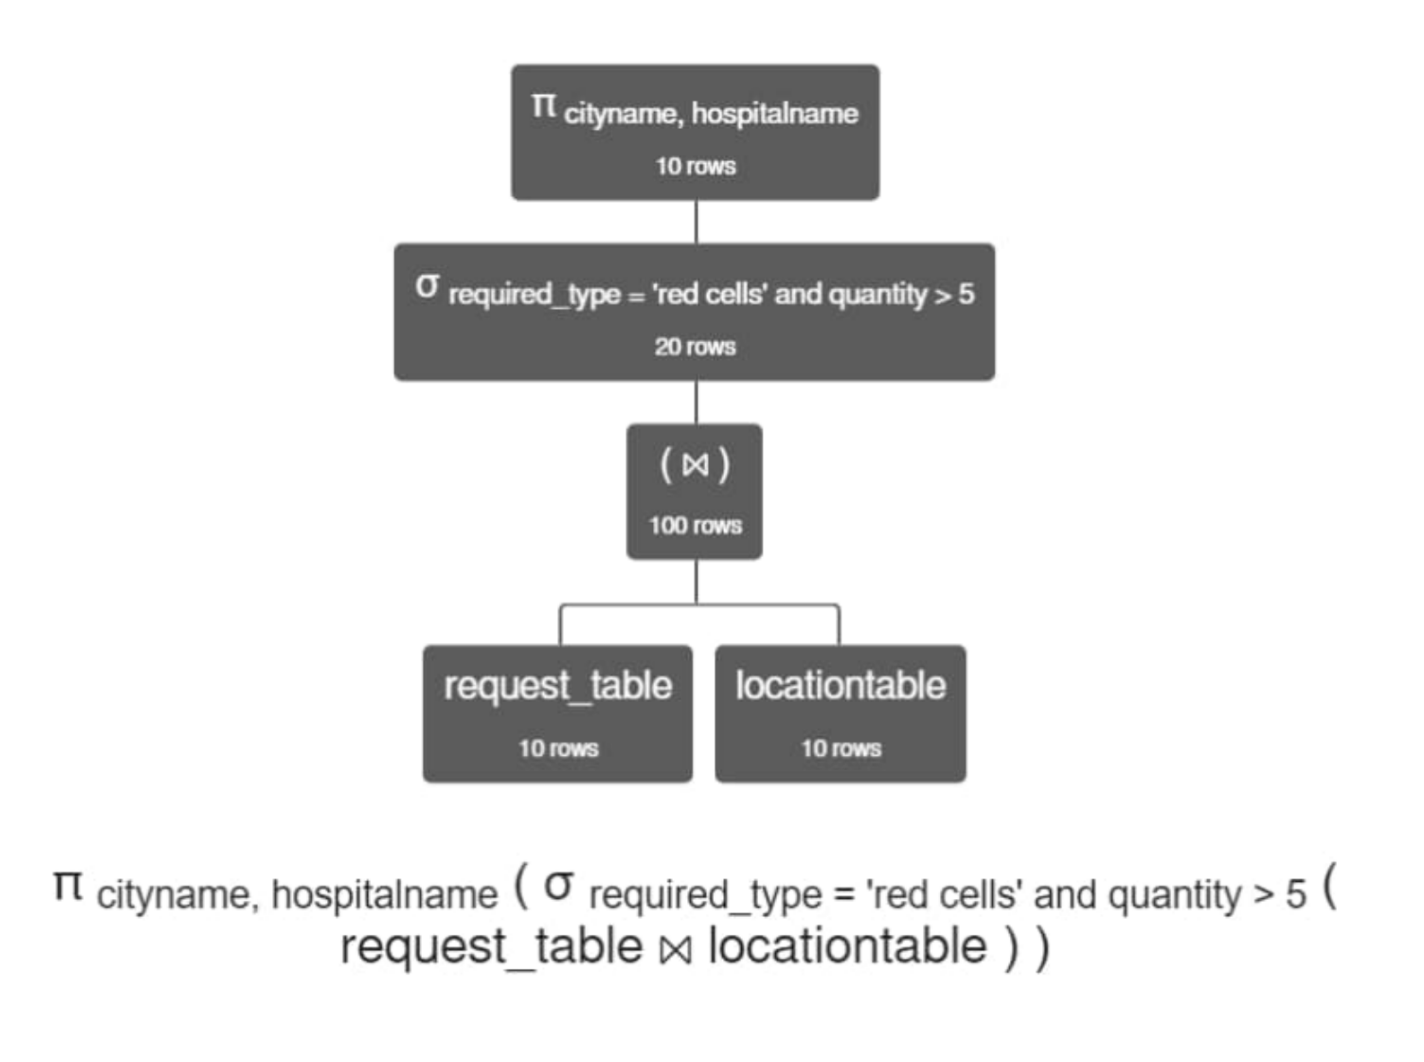 π cityname, hospitalname
10 rows
σ required_type = 'red cells' and quantity > 5
20 rows
( ⋈ )
100 rows
request_table
10 rows
locationtable
10 rows
π cityname, hospitalname ( σ required_type = 'red cells' and quantity > 5 (
request_table ⋈ locationtable ) )